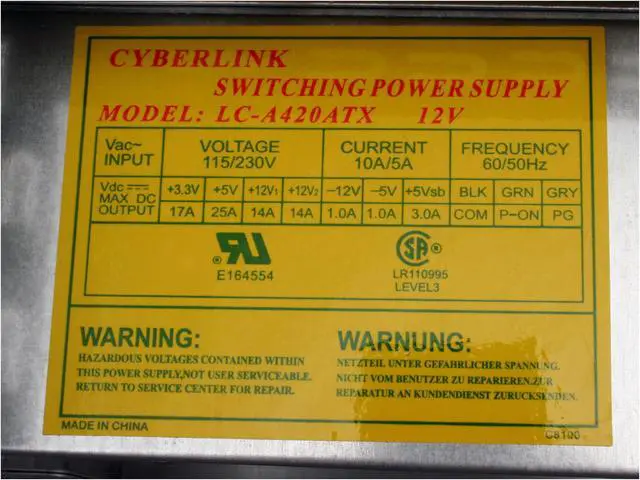 CYBERLINK
SWITCHING POWER SUPPLY
MODEL: LC-A420ATX 12V
Vac~ INPUT VOLTAGE 115/230V CURRENT 10A/5A FREQUENCY 60/50Hz
Vdc MAX DC OUTPUT +3.3V +5V +12V1 +12V2 -12V -5V +5Vsb BLK GRN GRY
17A 25A 14A 14A 1.0A 1.0A 3.0A COM P-ON PG
E164554
LR110995
LEVEL3
WARNING:
HAZARDOUS VOLTAGES CONTAINED WITHIN
THIS POWER SUPPLY,NOT USER SERVICEABLE.
RETURN TO SERVICE CENTER FOR REPAIR.
WARNUNG:
NETZTEIL UNTER GEFAHRLICHER SPANNUNG.
NICHT VOM BENUTZER ZU REPARIEREN.ZUR
REPARATUR AN KUNDENDIENST ZURUCKSENDEN.
MADE IN CHINA
C8100